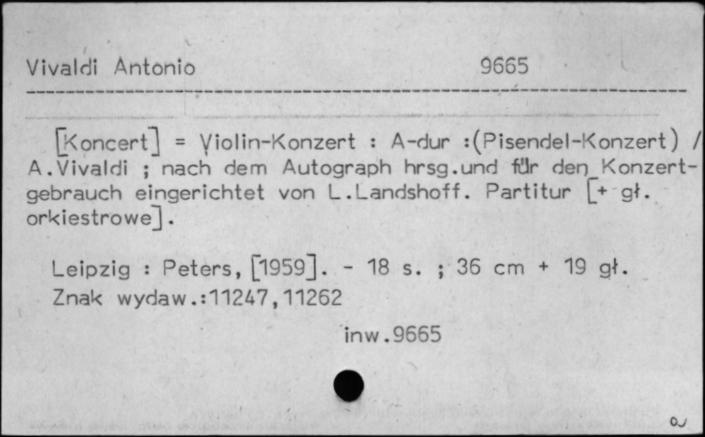 Vivaldi Antonio 9665
[Koncert] = Violin-Konzert : A-dur :(Pisendel-Konzert) /
A.Vivaldi ; nach dem Autograph hrsg.und für den Konzert-
gebrauch eingerichtet von L.Landshoff. Partitur [+ gł.
orkiestrowe].
Leipzig : Peters, [1959]. - 18 s. ; 36 cm + 19 gł.
Znak wydaw.:11247,11262
inw.9665